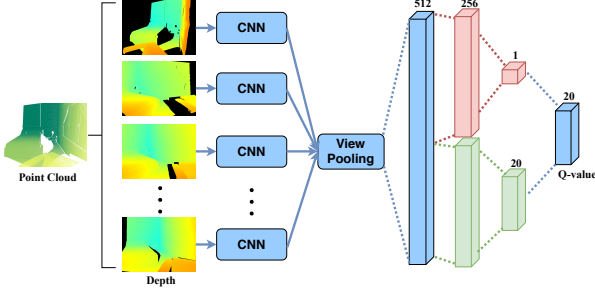 512
256
CNN
1
CNN
20
View
Pooling
CNN
20
Point Cloud
Q-value
CNN
Depth